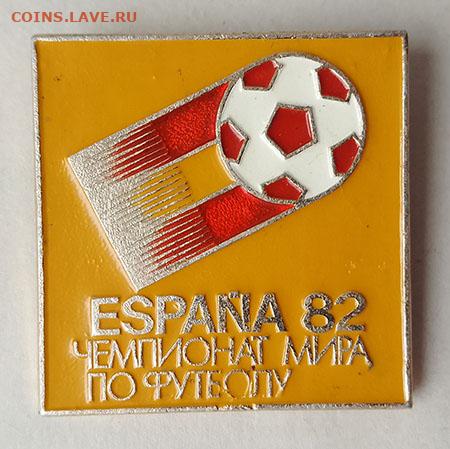 COINS.LAVE.RU
ESPAÑA 82
ЧЕМПИОНАТ МИРА
ПО ФУТБОЛУ